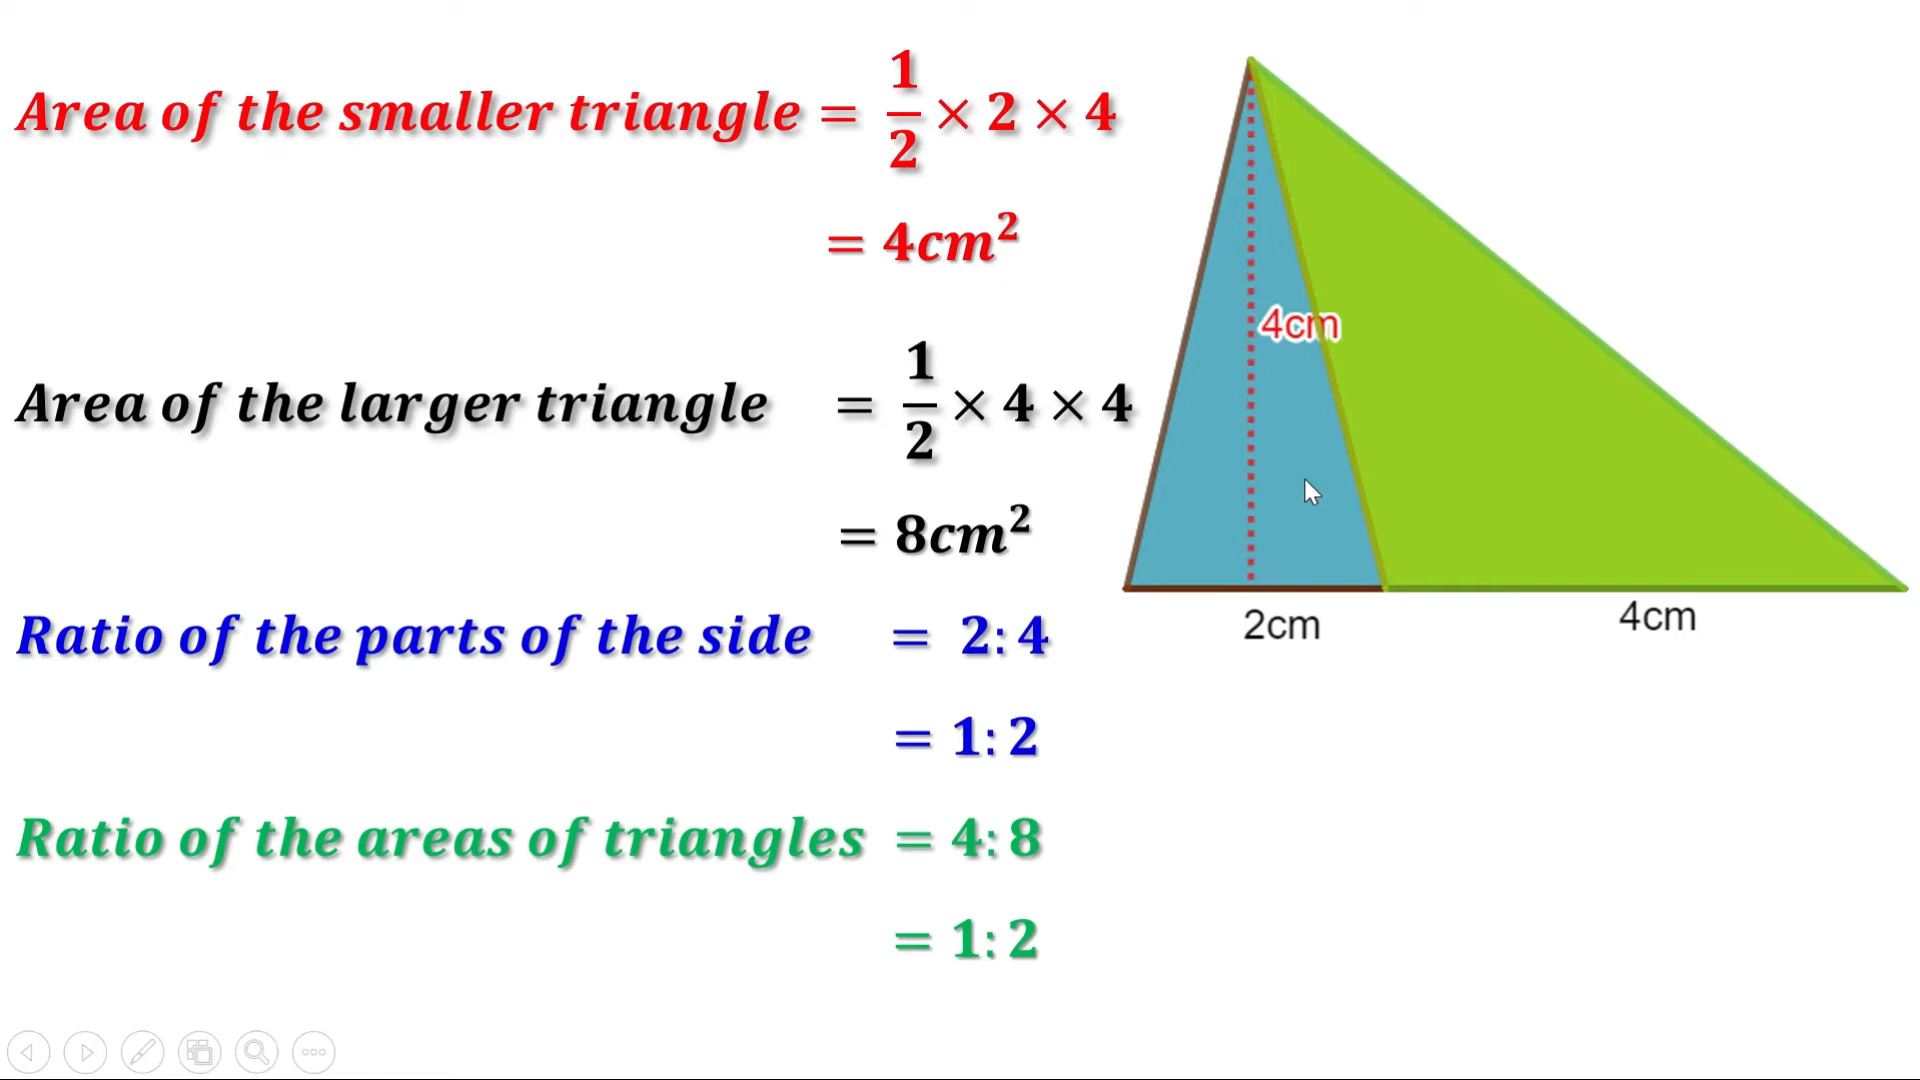 Area of the smaller triangle = 1/2 × 2 × 4
= 4cm²
4cm
Area of the larger triangle = 1/2 × 4 × 4
= 8cm²
2cm
4cm
Ratio of the parts of the side = 2:4
= 1:2
Ratio of the areas of triangles = 4:8
= 1:2